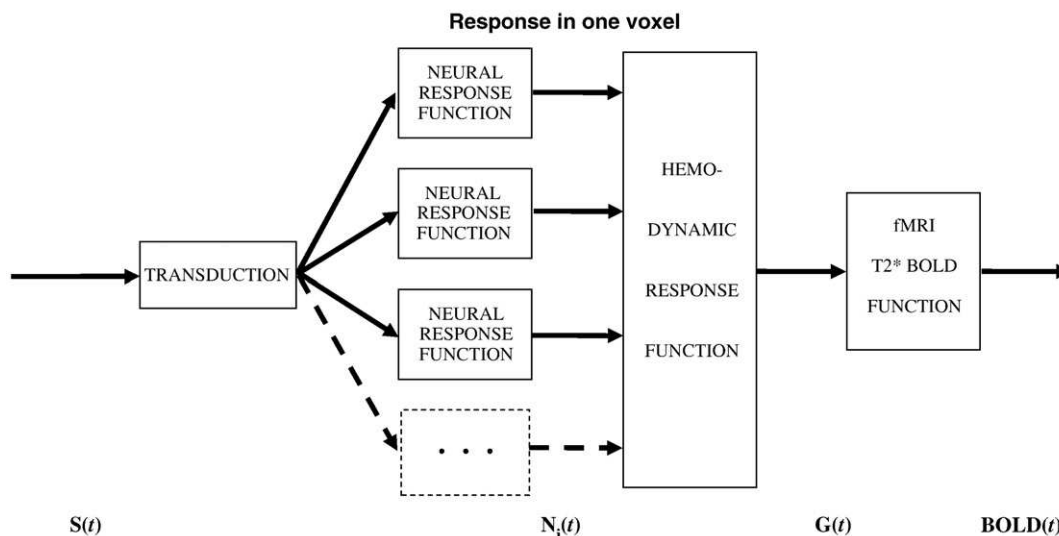 Response in one voxel
NEURAL
RESPONSE
FUNCTION
NEURAL
RESPONSE
FUNCTION
TRANSDUCTION
NEURAL
RESPONSE
FUNCTION
. . .
HEMO-
DYNAMIC
RESPONSE
FUNCTION
fMRI
T2* BOLD
FUNCTION
S(t)
Ni(t)
G(t)
BOLD(t)